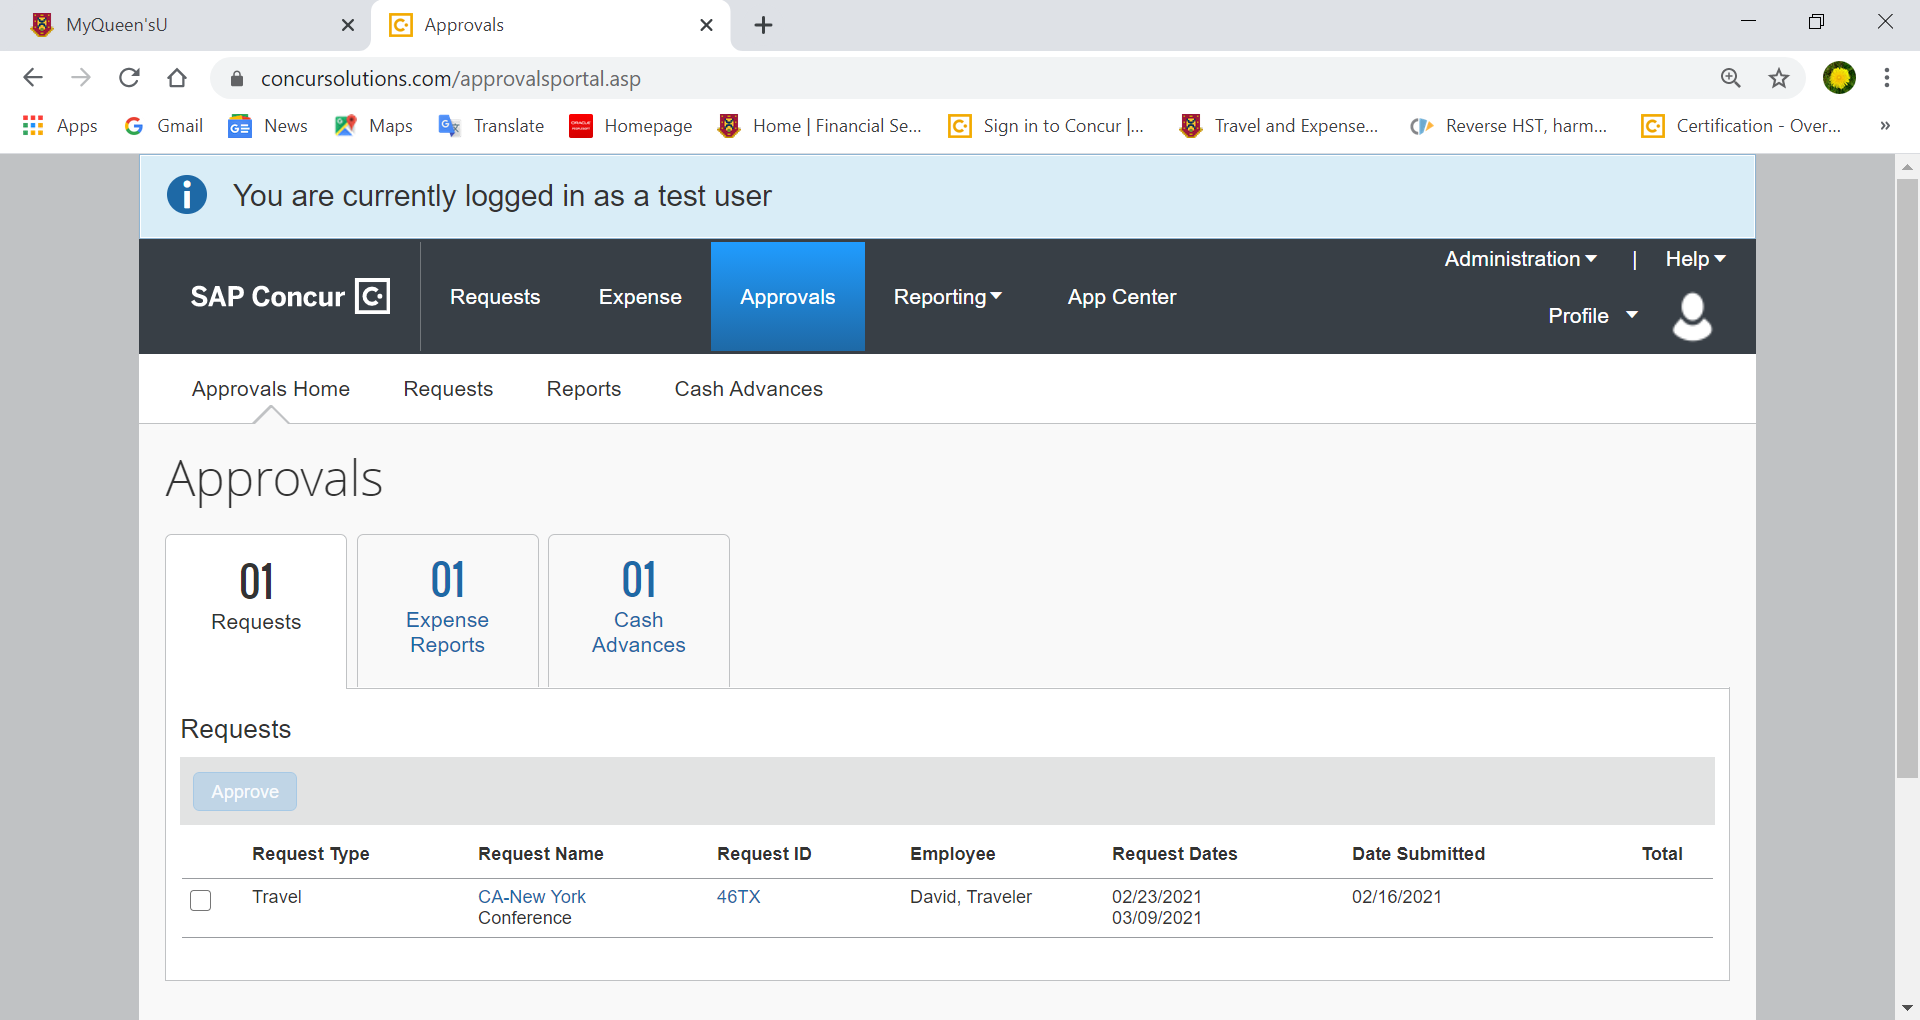 MyQueen'sU
Approvals
concursolutions.com/approvalsportal.asp
Apps Gmail News Maps Translate Homepage Home | Financial Se... Sign in to Concur |... Travel and Expense... Reverse HST, harm... Certification - Over... »
You are currently logged in as a test user
Administration | Help
SAP Concur C Requests Expense Approvals Reporting App Center
Profile
Approvals Home Requests Reports Cash Advances
Approvals
01 Requests
01 Expense Reports
01 Cash Advances
Requests
Approve
Request Type Request Name Request ID Employee Request Dates Date Submitted Total
Travel CA-New York 46TX David, Traveler 02/23/2021 02/16/2021
Conference 03/09/2021